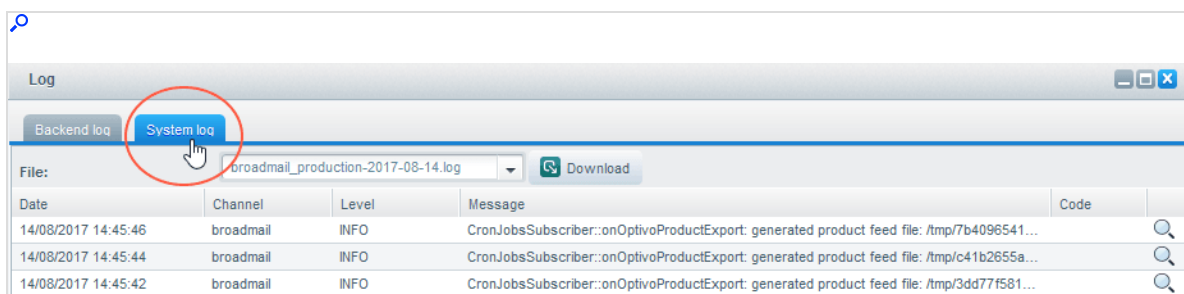 Log
Backend log System log
File: broadmail_production-2017-08-14.log Download
Date Channel Level Message Code
14/08/2017 14:45:46 broadmail INFO CronJobsSubscriber::onOptivoProductExport: generated product feed file: /tmp/7b4096541...
14/08/2017 14:45:44 broadmail INFO CronJobsSubscriber::onOptivoProductExport: generated product feed file: /tmp/c41b2655a...
14/08/2017 14:45:42 broadmail INFO CronJobsSubscriber::onOptivoProductExport: generated product feed file: /tmp/3dd77f581...